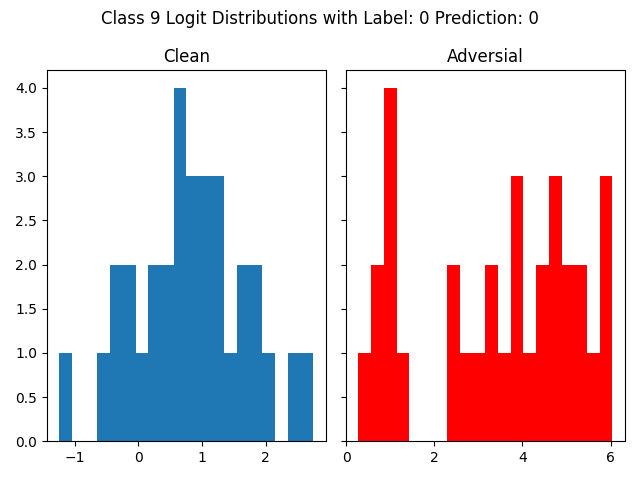 Class 9 Logit Distributions with Label: 0 Prediction: 0
Clean
Adversial
4.0
3.5
3.0
2.5
2.0
1.5
1.0
0.5
0.0
−1 0 1 2
0 2 4 6